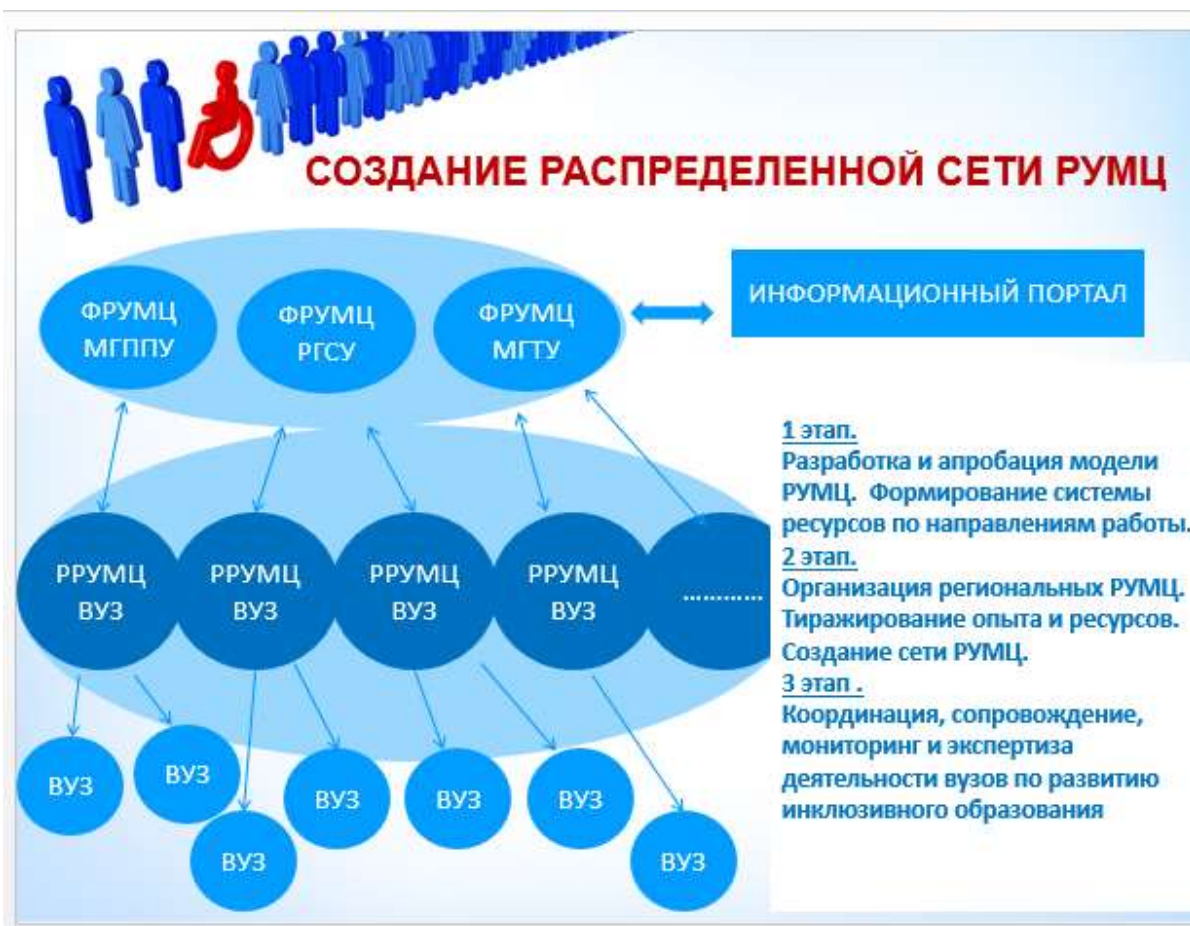 СОЗДАНИЕ РАСПРЕДЕЛЕННОЙ СЕТИ РУМЦ
ФРУМЦ
МГППУ
ФРУМЦ
РГСУ
ФРУМЦ
МГТУ
ИНФОРМАЦИОННЫЙ ПОРТАЛ
РРУМЦ
ВУЗ
РРУМЦ
ВУЗ
РРУМЦ
ВУЗ
РРУМЦ
ВУЗ
............
ВУЗ
ВУЗ
ВУЗ
ВУЗ
ВУЗ
ВУЗ
ВУЗ
1 этап.
Разработка и апробация модели
РУМЦ. Формирование системы
ресурсов по направлениям работы.
2 этап.
Организация региональных РУМЦ.
Тиражирование опыта и ресурсов.
Создание сети РУМЦ.
3 этап .
Координация, сопровождение,
мониторинг и экспертиза
деятельности вузов по развитию
инклюзивного образования